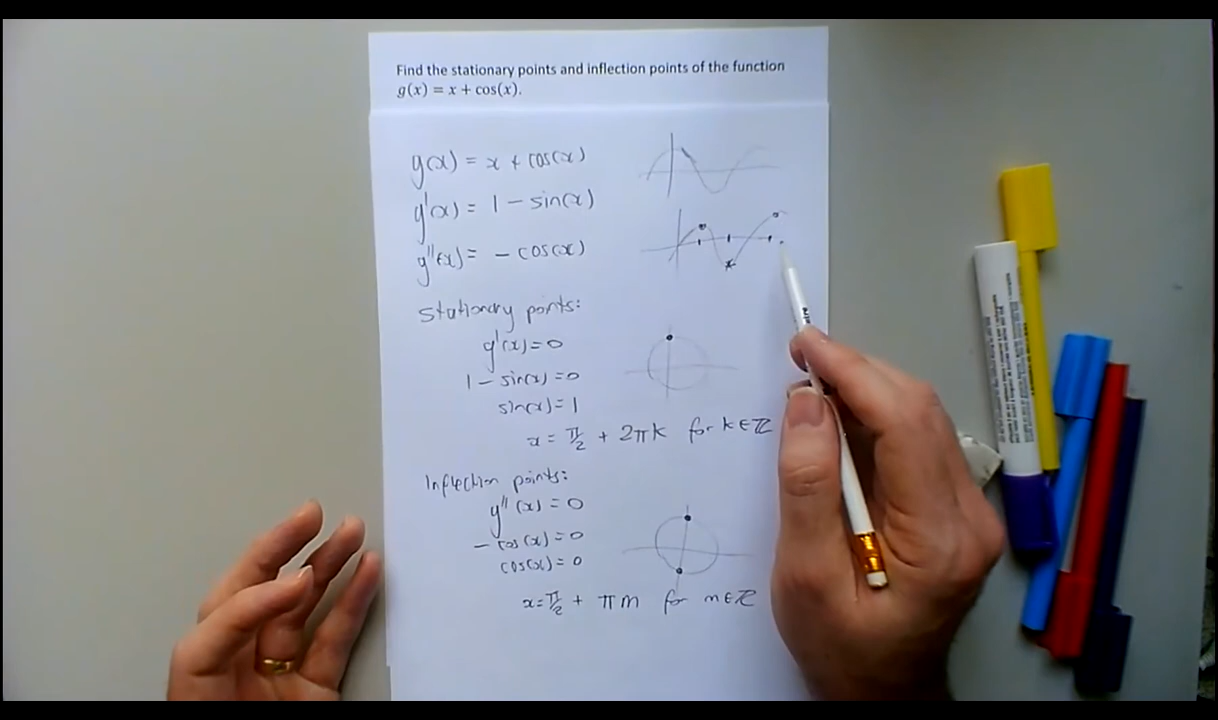 Find the stationary points and inflection points of the function
g(x) = x + cos(x).
g(x) = x + cos(x)
g'(x) = 1 - sin(x)
g''(x) = - cos(x)
Stationary points:
g'(x) = 0
1 - sin(x) = 0
sin(x) = 1
x = π/2 + 2πk for k ∈ ℤ
Inflection points:
g''(x) = 0
- cos(x) = 0
cos(x) = 0
x = π/2 + πm for m ∈ ℤ